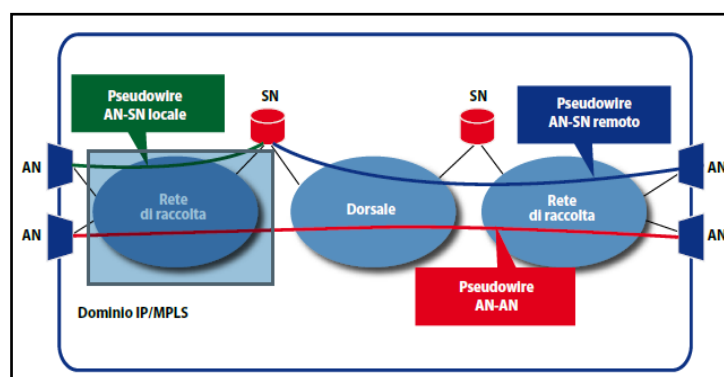 Pseudowire
AN-SN locale
SN
SN
Pseudowire
AN-SN remoto
AN
AN
Rete
di raccolta
Dorsale
Rete
di raccolta
AN
AN
Pseudowire
AN-AN
Dominio IP/MPLS